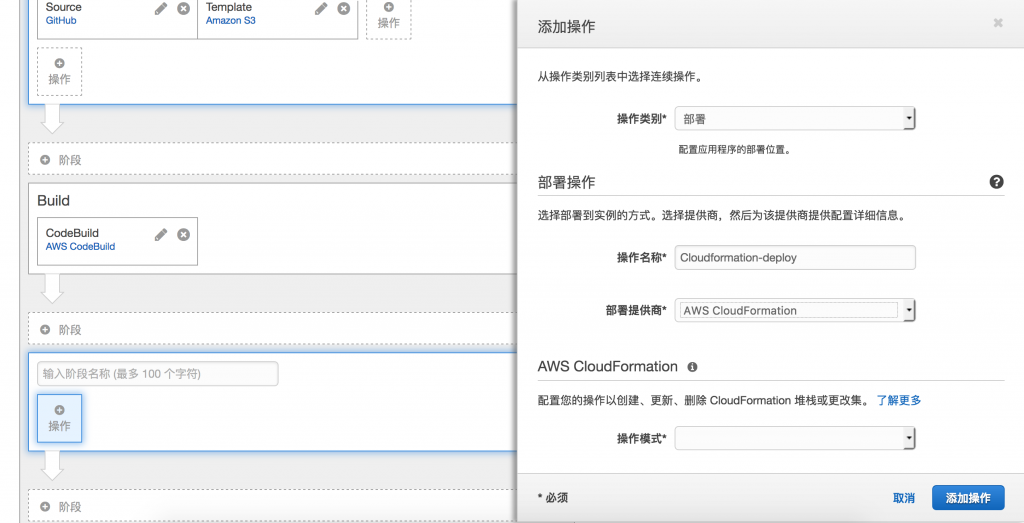 Source
GitHub
Template
Amazon S3
操作
操作
阶段
Build
CodeBuild
AWS CodeBuild
阶段
输入阶段名称 (最多 100 个字符)
操作
阶段
添加操作
从操作类别列表中选择连续操作。
操作类别* 部署
配置应用程序的部署位置。
部署操作
选择部署到实例的方式。选择提供商，然后为该提供商提供配置详细信息。
操作名称* Cloudformation-deploy
部署提供商* AWS CloudFormation
AWS CloudFormation
配置您的操作以创建、更新、删除 CloudFormation 堆栈或更改集。 了解更多
操作模式*
* 必须
取消 添加操作